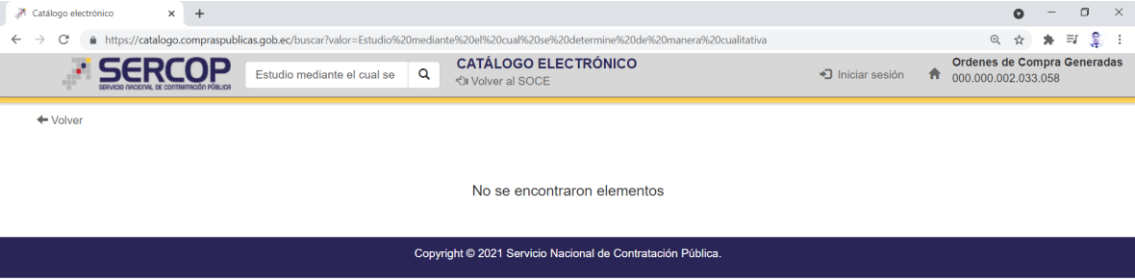 Catálogo electrónico
https://catalogo.compraspublicas.gob.ec/buscar?valor=Estudio%20mediante%20el%20cual%20se%20determine%20de%20manera%20cualitativa
SERCOP
SERVICIO NACIONAL DE CONTRATACIÓN PÚBLICA
Estudio mediante el cual se
CATÁLOGO ELECTRÓNICO
Volver al SOCE
Iniciar sesión
Ordenes de Compra Generadas
000.000.002.033.058
Volver
No se encontraron elementos
Copyright © 2021 Servicio Nacional de Contratación Pública.